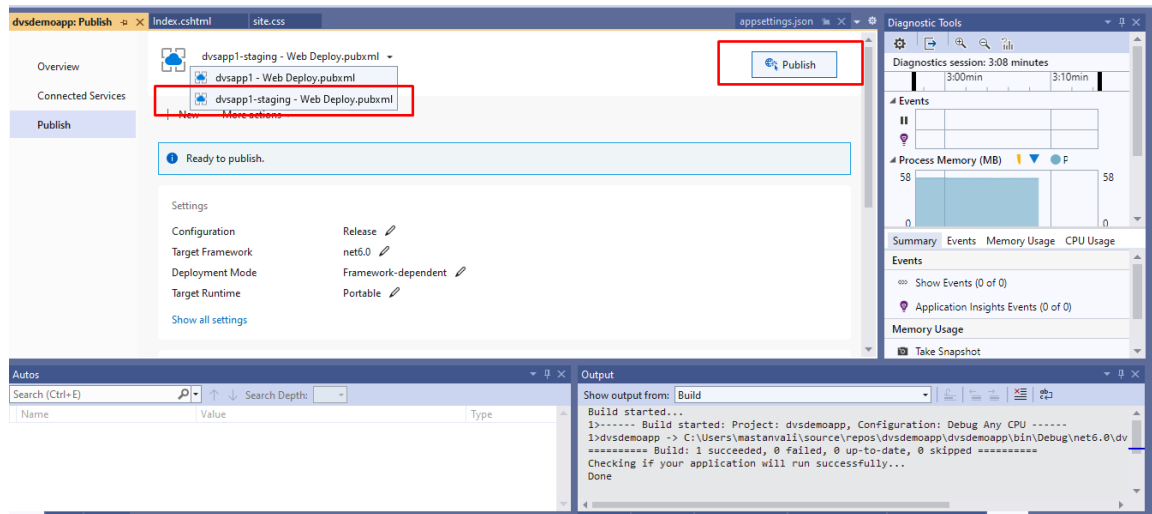 dvsdemoapp: Publish
Index.cshtml
site.css
appsettings.json
Overview
Connected Services
Publish
dvsapp1-staging - Web Deploy.pubxml
dvsapp1 - Web Deploy.pubxml
dvsapp1-staging - Web Deploy.pubxml
New More actions
Publish
Ready to publish.
Settings
Configuration Release
Target Framework net6.0
Deployment Mode Framework-dependent
Target Runtime Portable
Show all settings
Diagnostic Tools
Diagnostics session: 3:08 minutes
3:00min 3:10min
Events
Process Memory (MB) P
58 58
0 0
Summary Events Memory Usage CPU Usage
Events
Show Events (0 of 0)
Application Insights Events (0 of 0)
Memory Usage
Take Snapshot
Autos
Search (Ctrl+E) Search Depth:
Name Value Type
Output
Show output from: Build
Build started...
1>------ Build started: Project: dvsdemoapp, Configuration: Debug Any CPU ------
1>dvsdemoapp -> C:\Users\mastanvali\source\repos\dvsdemoapp\dvsdemoapp\bin\Debug\net6.0\dv
========== Build: 1 succeeded, 0 failed, 0 up-to-date, 0 skipped ==========
Checking if your application will run successfully...
Done